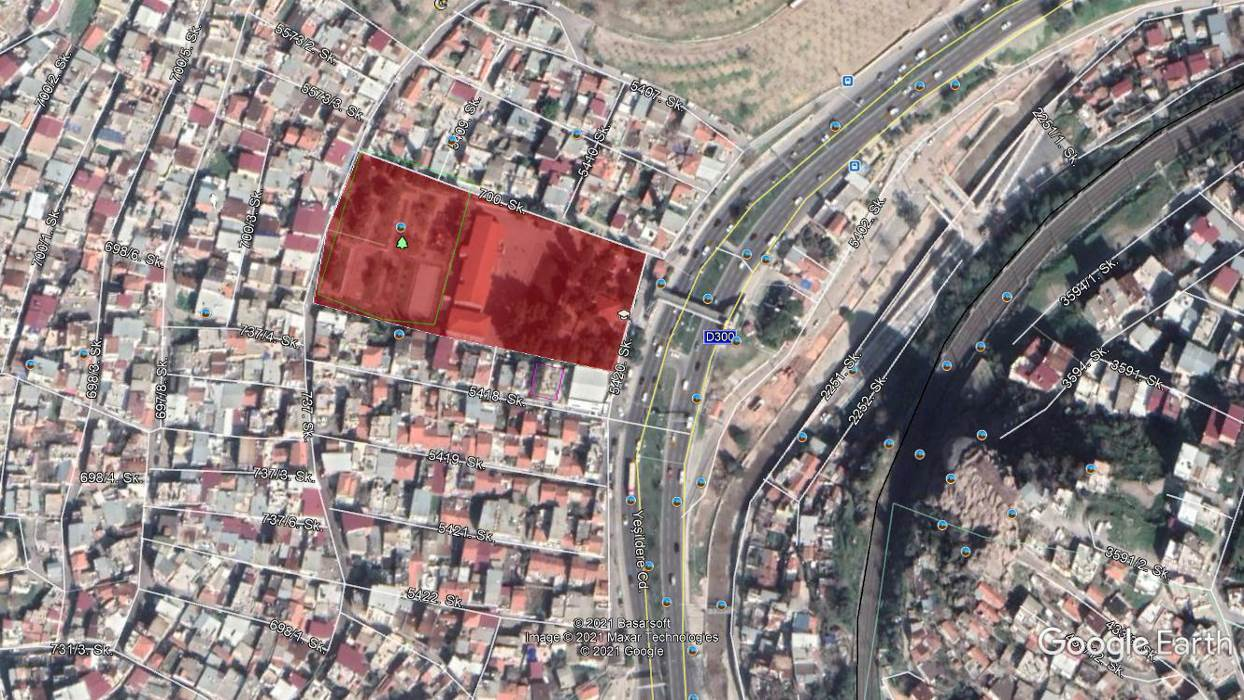 5573/2. Sk.
700/5. Sk.
700/2. Sk.
5573/3. Sk.
5407. Sk.
5409. Sk.
5410. Sk.
2251/1. Sk.
700. Sk.
700/3. Sk.
700/1. Sk.
698/6. Sk.
5402. Sk.
3594/1. Sk.
737/4. Sk.
D300
698/3. Sk.
697/8. Sk.
5420. Sk.
5418. Sk.
737. Sk.
2251. Sk.
2252. Sk.
3594. Sk.
3591. Sk.
5419. Sk.
698/4. Sk.
737/3. Sk.
737/6. Sk.
5421. Sk.
Yeşildere Cd.
3591/2. Sk.
5422. Sk.
698/1. Sk.
731/3. Sk.
© 2021 Basarsoft
Image © 2021 Maxar Technologies
© 2021 Google
Google Earth